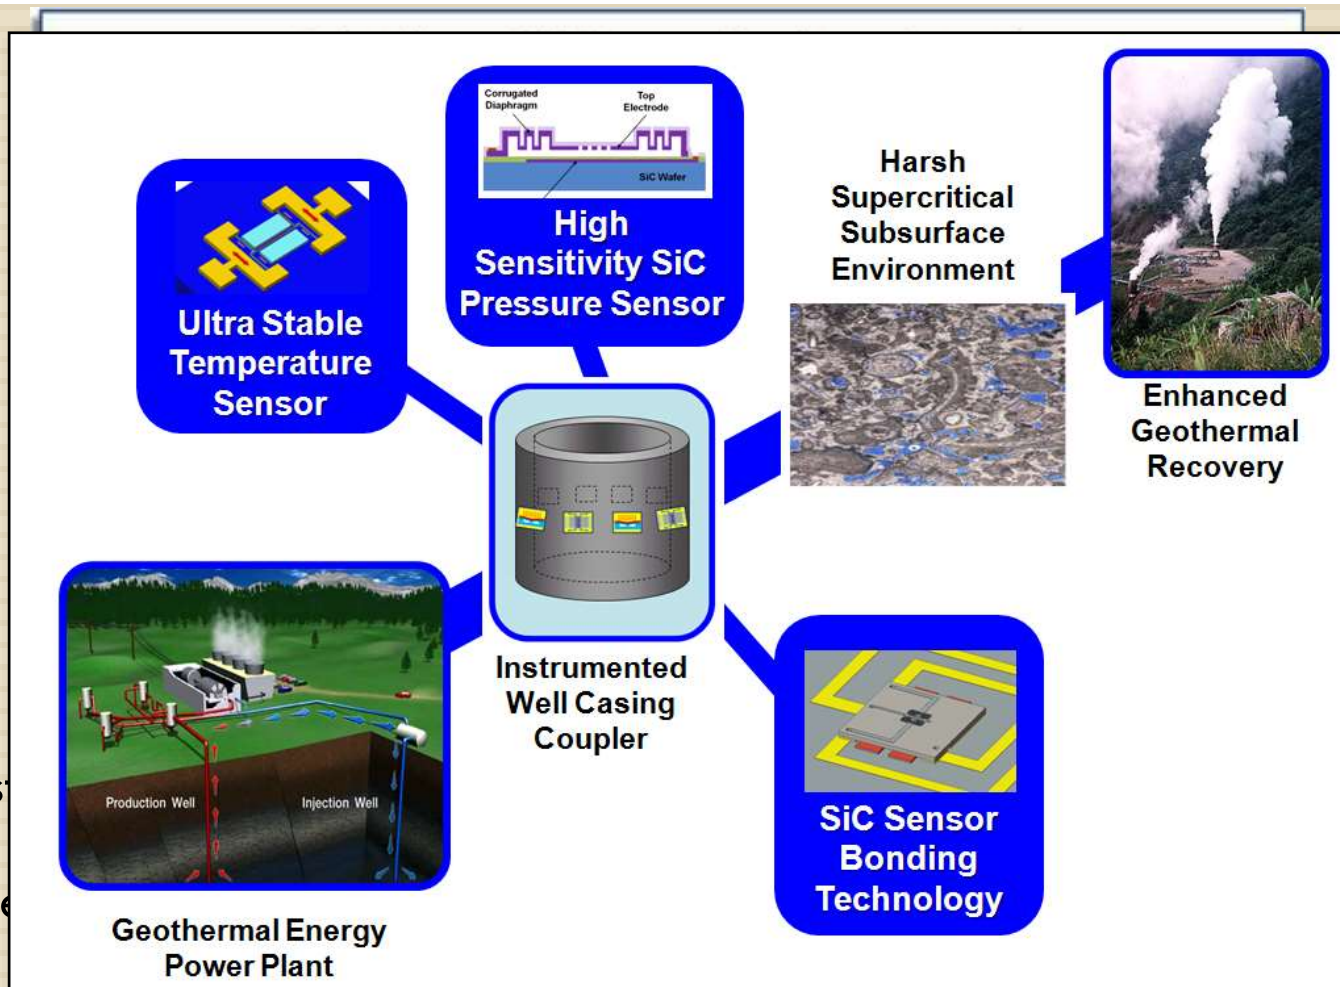 Corrugated
Diaphragm
Top
Electrode
SiC Wafer
High
Sensitivity SiC
Pressure Sensor
Ultra Stable
Temperature
Sensor
Harsh
Supercritical
Subsurface
Environment
Enhanced
Geothermal
Recovery
Instrumented
Well Casing
Coupler
Production Well
Injection Well
Geothermal Energy
Power Plant
SiC Sensor
Bonding
Technology